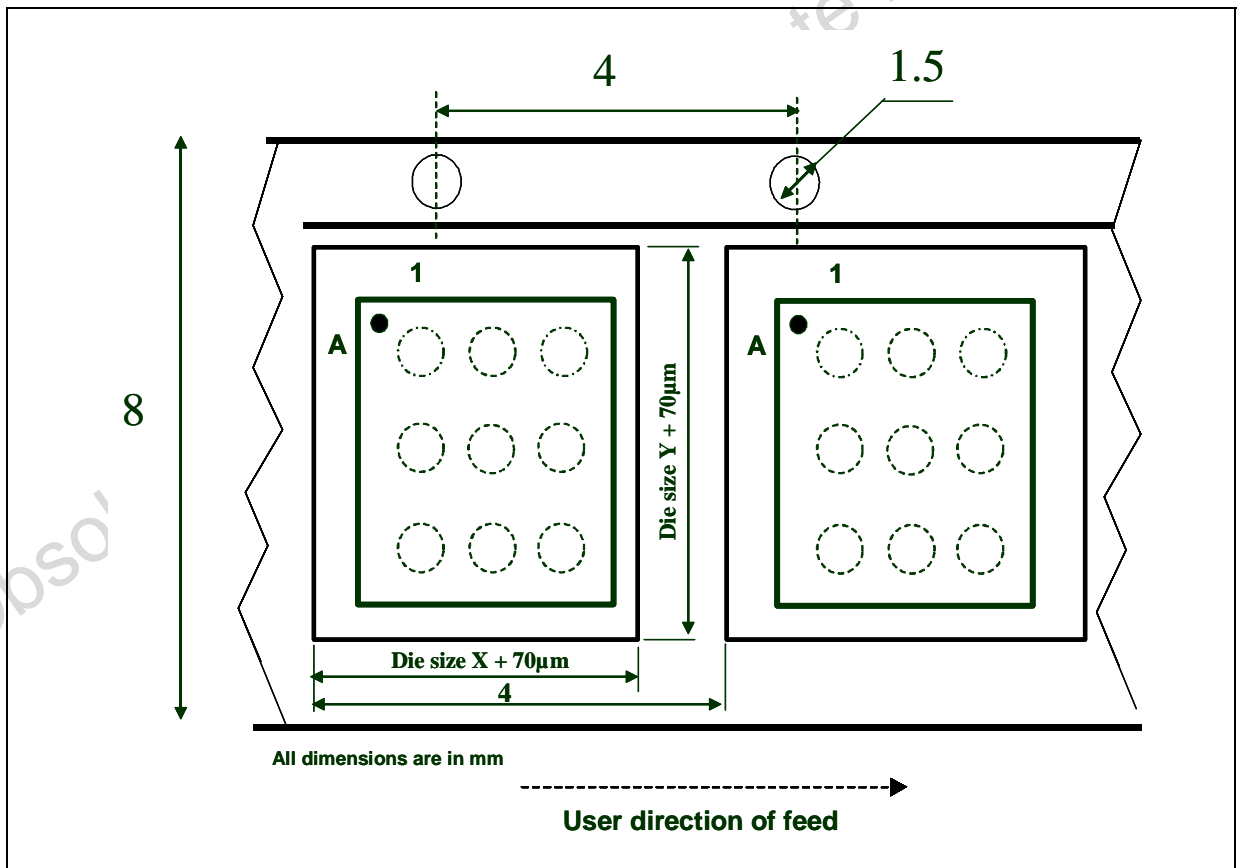 4
1.5
8
1
1
A
A
Die size Y + 70µm
Die size X + 70µm
4
All dimensions are in mm
User direction of feed